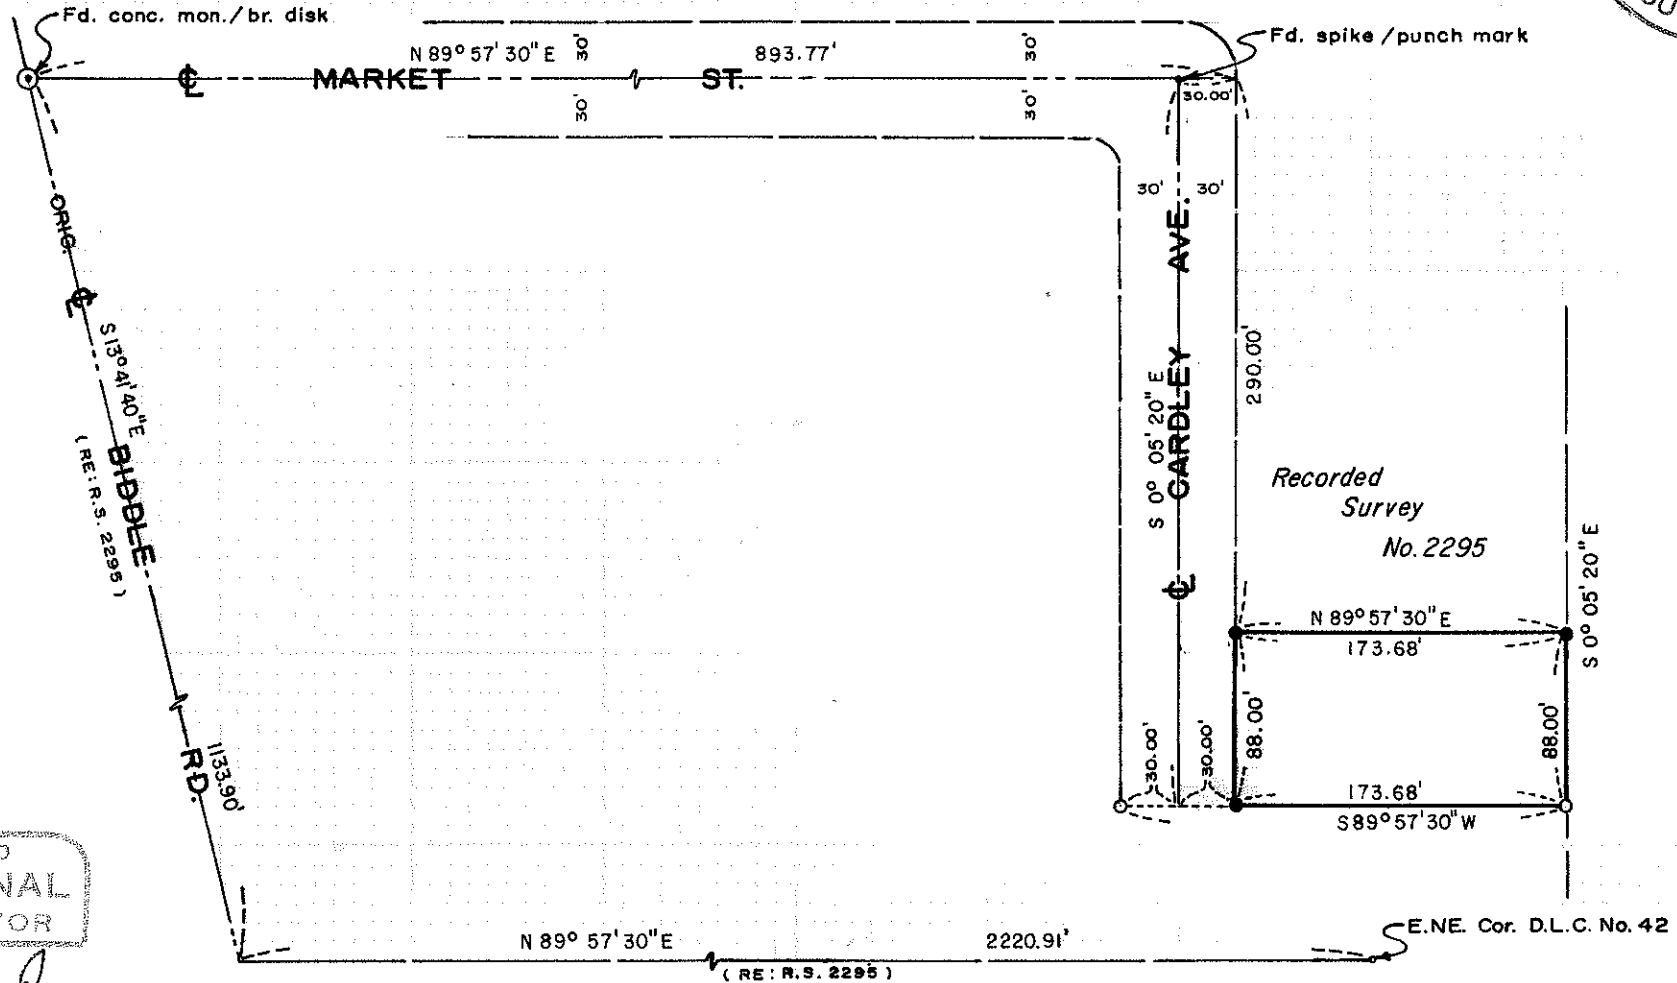 Fd. conc. mon./br. disk
N 89° 57' 30" E
30'
893.77'
30'
Fd. spike/punch mark
℄
MARKET
ST.
30'
30'
30.00'
30'
30'
ORIG.
℄
S 13° 41' 40" E
BIDDLE
RD.
(RE: R.S. 2295)
1133.90'
S 0° 05' 20" E
℄
CARDLEY AVE.
290.00'
Recorded
Survey
No. 2295
S 0° 05' 20" E
N 89° 57' 30" E
173.68'
30.00'
30.00'
88.00'
88.00'
173.68'
S 89° 57' 30" W
E.NE. Cor. D.L.C. No. 42
N 89° 57' 30" E
2220.91'
(RE: R.S. 2295)